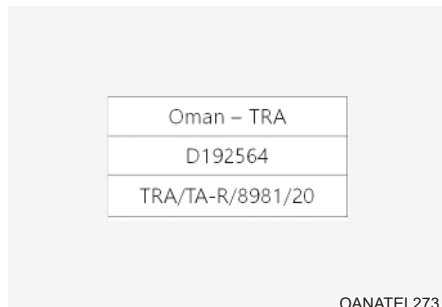 Oman – TRA
D192564
TRA/TA-R/8981/20
OANATEL273